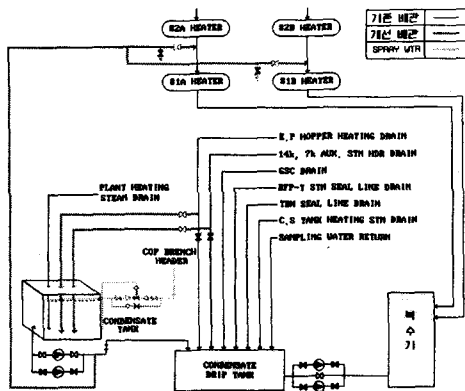 82A HEATER
82B HEATER
기존 배관
개선 배관
SPRAY WTR
81A HEATER
81B HEATER
E.P HOPPER HEATING DRAIN
14k, 7k AUX. STM HDR DRAIN
GSC DRAIN
BFP-T STM SEAL LINE DRAIN
TBN SEAL LINE DRAIN
C.S TANK HEATING STM DRAIN
SAMPLING WATER RETURN
PLANT HEATING
STEAM DRAIN
COP BRENCH
HEADER
CONDENSATE
TANK
CONDENSATE
DRIP TANK
복
수
기